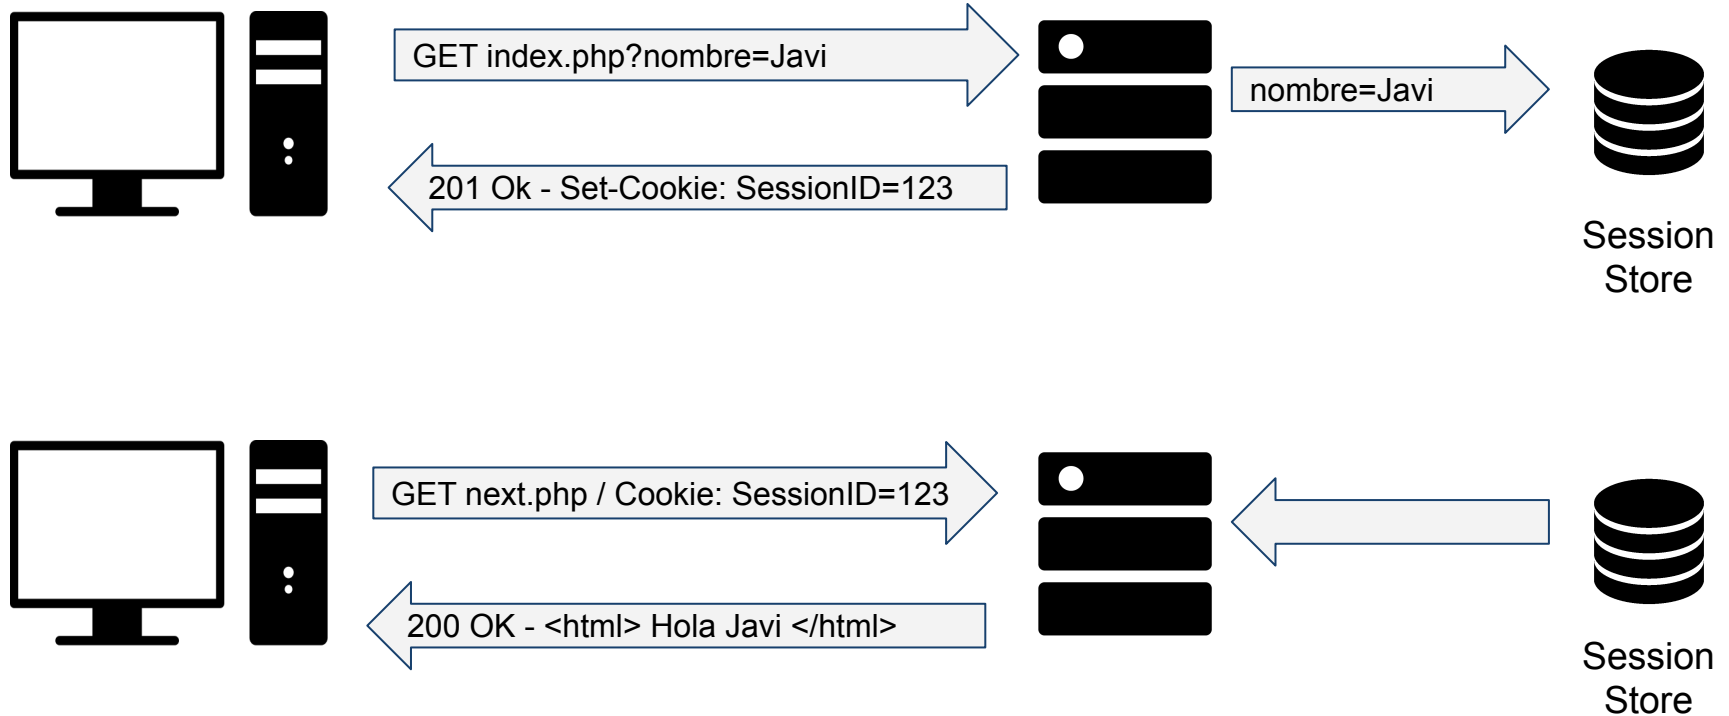 GET index.php?nombre=Javi
nombre=Javi
201 Ok - Set-Cookie: SessionID=123
Session
Store
GET next.php / Cookie: SessionID=123
200 OK - <html> Hola Javi </html>
Session
Store